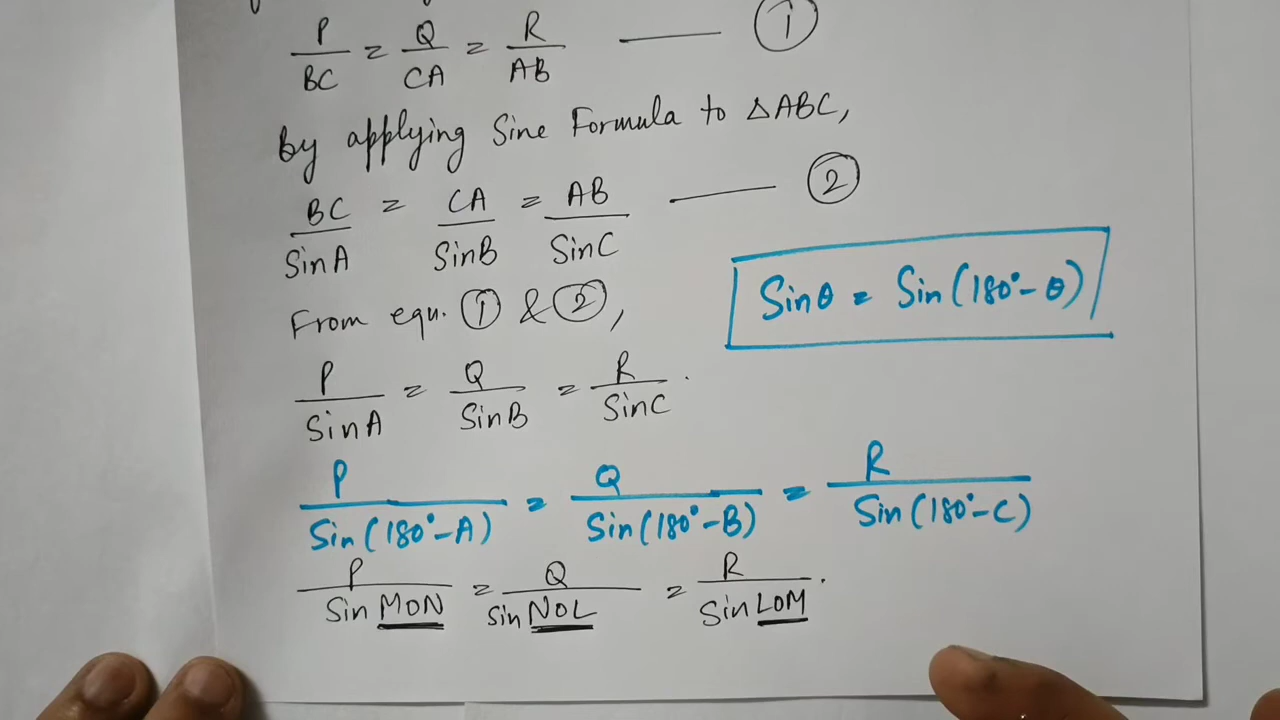 P/BC = Q/CA = R/AB —— ①
By applying Sine Formula to △ABC,
BC/SinA = CA/SinB = AB/SinC —— ②
Sinθ = Sin(180°-θ)
From equ. ① & ②,
P/SinA = Q/SinB = R/SinC.
P/Sin(180°-A) = Q/Sin(180°-B) = R/Sin(180°-C)
P/Sin MON = Q/Sin NOL = R/Sin LOM.